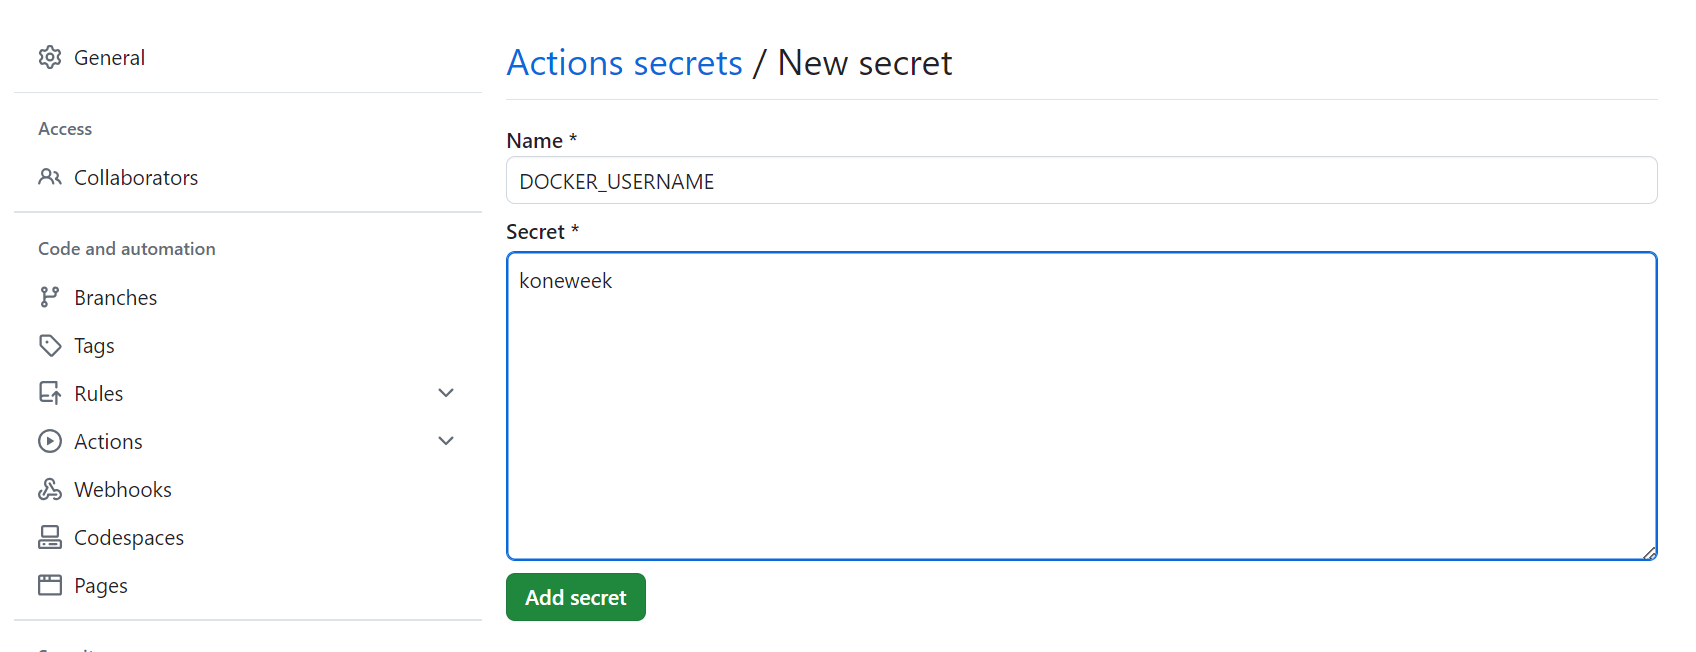 General
Access
Collaborators
Code and automation
Branches
Tags
Rules
Actions
Webhooks
Codespaces
Pages
Actions secrets / New secret
Name *
DOCKER_USERNAME
Secret *
koneweek
Add secret